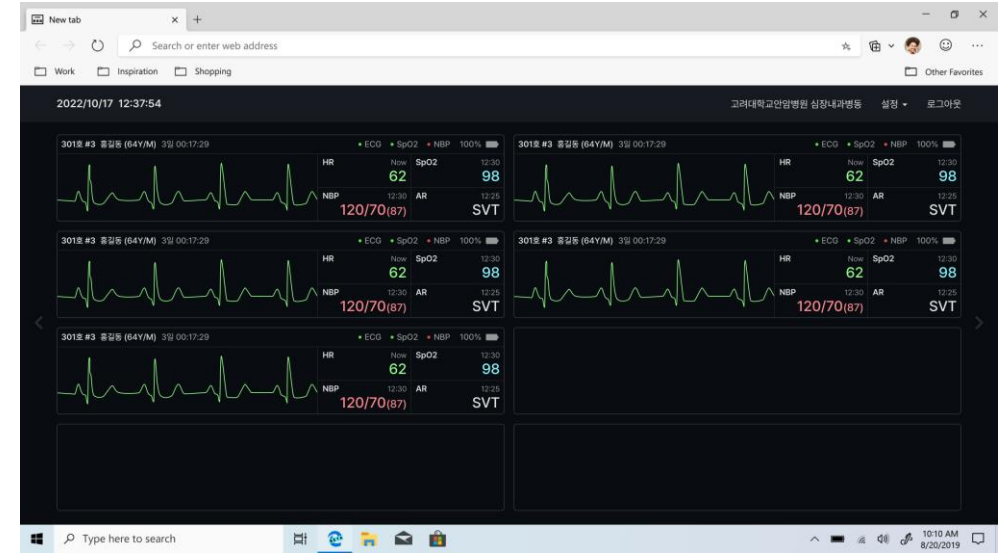 New tab
Search or enter web address
Work Inspiration Shopping Other Favorites
2022/10/17 12:37:54 고려대학교안암병원 심장내과병동 설정 로그아웃
301호 #3 홍길동 (64Y/M) 3일 00:17:29 • ECG • SpO2 • NBP 100%
HR Now 62
SpO2 12:30 98
NBP 12:30 120/70(87)
AR 12:25 SVT
301호 #3 홍길동 (64Y/M) 3일 00:17:29 • ECG • SpO2 • NBP 100%
HR Now 62
SpO2 12:30 98
NBP 12:30 120/70(87)
AR 12:25 SVT
301호 #3 홍길동 (64Y/M) 3일 00:17:29 • ECG • SpO2 • NBP 100%
HR Now 62
SpO2 12:30 98
NBP 12:30 120/70(87)
AR 12:25 SVT
301호 #3 홍길동 (64Y/M) 3일 00:17:29 • ECG • SpO2 • NBP 100%
HR Now 62
SpO2 12:30 98
NBP 12:30 120/70(87)
AR 12:25 SVT
301호 #3 홍길동 (64Y/M) 3일 00:17:29 • ECG • SpO2 • NBP 100%
HR Now 62
SpO2 12:30 98
NBP 12:30 120/70(87)
AR 12:25 SVT
Type here to search
10:10 AM
8/20/2019